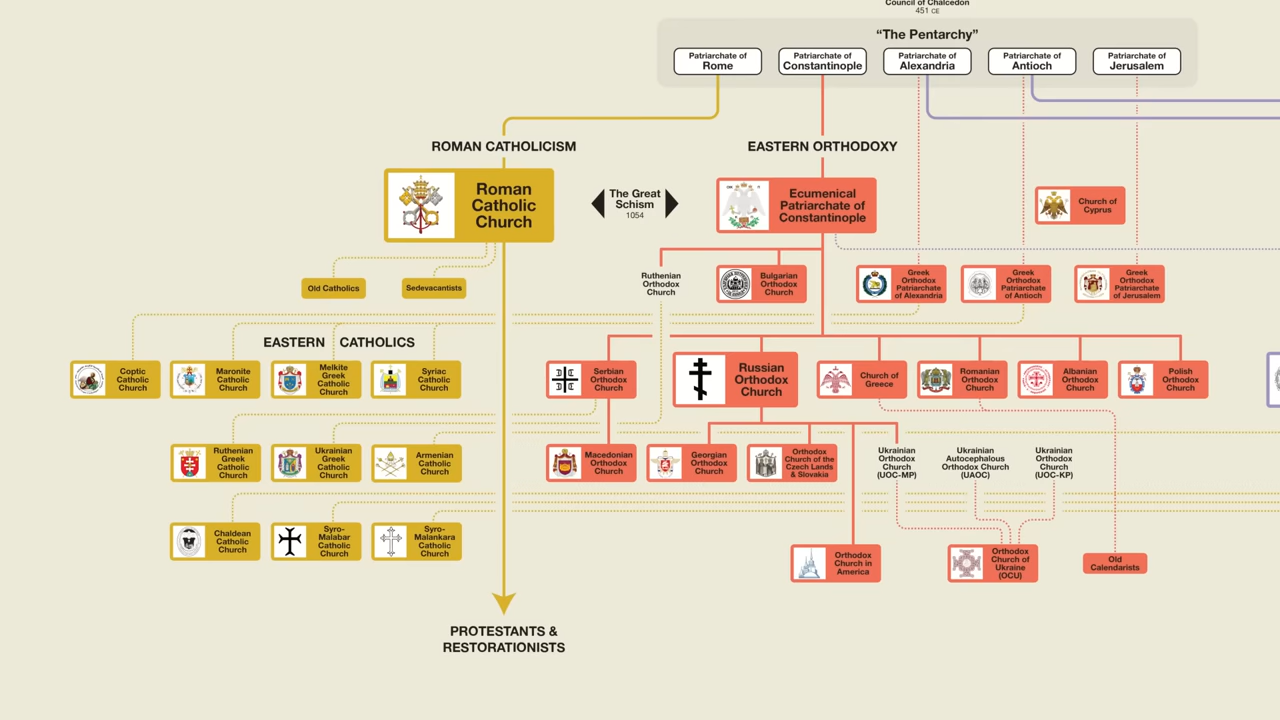 Council of Chalcedon
451 CE
“The Pentarchy”
Patriarchate of
Rome
Patriarchate of
Constantinople
Patriarchate of
Alexandria
Patriarchate of
Antioch
Patriarchate of
Jerusalem
ROMAN CATHOLICISM
EASTERN ORTHODOXY
Roman
Catholic
Church
The Great
Schism
1054
Ecumenical
Patriarchate of
Constantinople
Church of
Cyprus
Old Catholics
Sedevacantists
Ruthenian
Orthodox
Church
Bulgarian
Orthodox
Church
Greek
Orthodox
Patriarchate
of Alexandria
Greek
Orthodox
Patriarchate
of Antioch
Greek
Orthodox
Patriarchate
of Jerusalem
EASTERN CATHOLICS
Coptic
Catholic
Church
Maronite
Catholic
Church
Melkite
Greek
Catholic
Church
Syriac
Catholic
Church
Serbian
Orthodox
Church
Russian
Orthodox
Church
Church of
Greece
Romanian
Orthodox
Church
Albanian
Orthodox
Church
Polish
Orthodox
Church
Ruthenian
Greek
Catholic
Church
Ukrainian
Greek
Catholic
Church
Armenian
Catholic
Church
Macedonian
Orthodox
Church
Georgian
Orthodox
Church
Orthodox
Church of the
Czech Lands
& Slovakia
Ukrainian
Orthodox
Church
(UOC-MP)
Ukrainian
Autocephalous
Orthodox Church
(UAOC)
Ukrainian
Orthodox
Church
(UOC-KP)
Chaldean
Catholic
Church
Syro-
Malabar
Catholic
Church
Syro-
Malankara
Catholic
Church
Orthodox
Church in
America
Orthodox
Church of
Ukraine
(OCU)
Old
Calendarists
PROTESTANTS &
RESTORATIONISTS